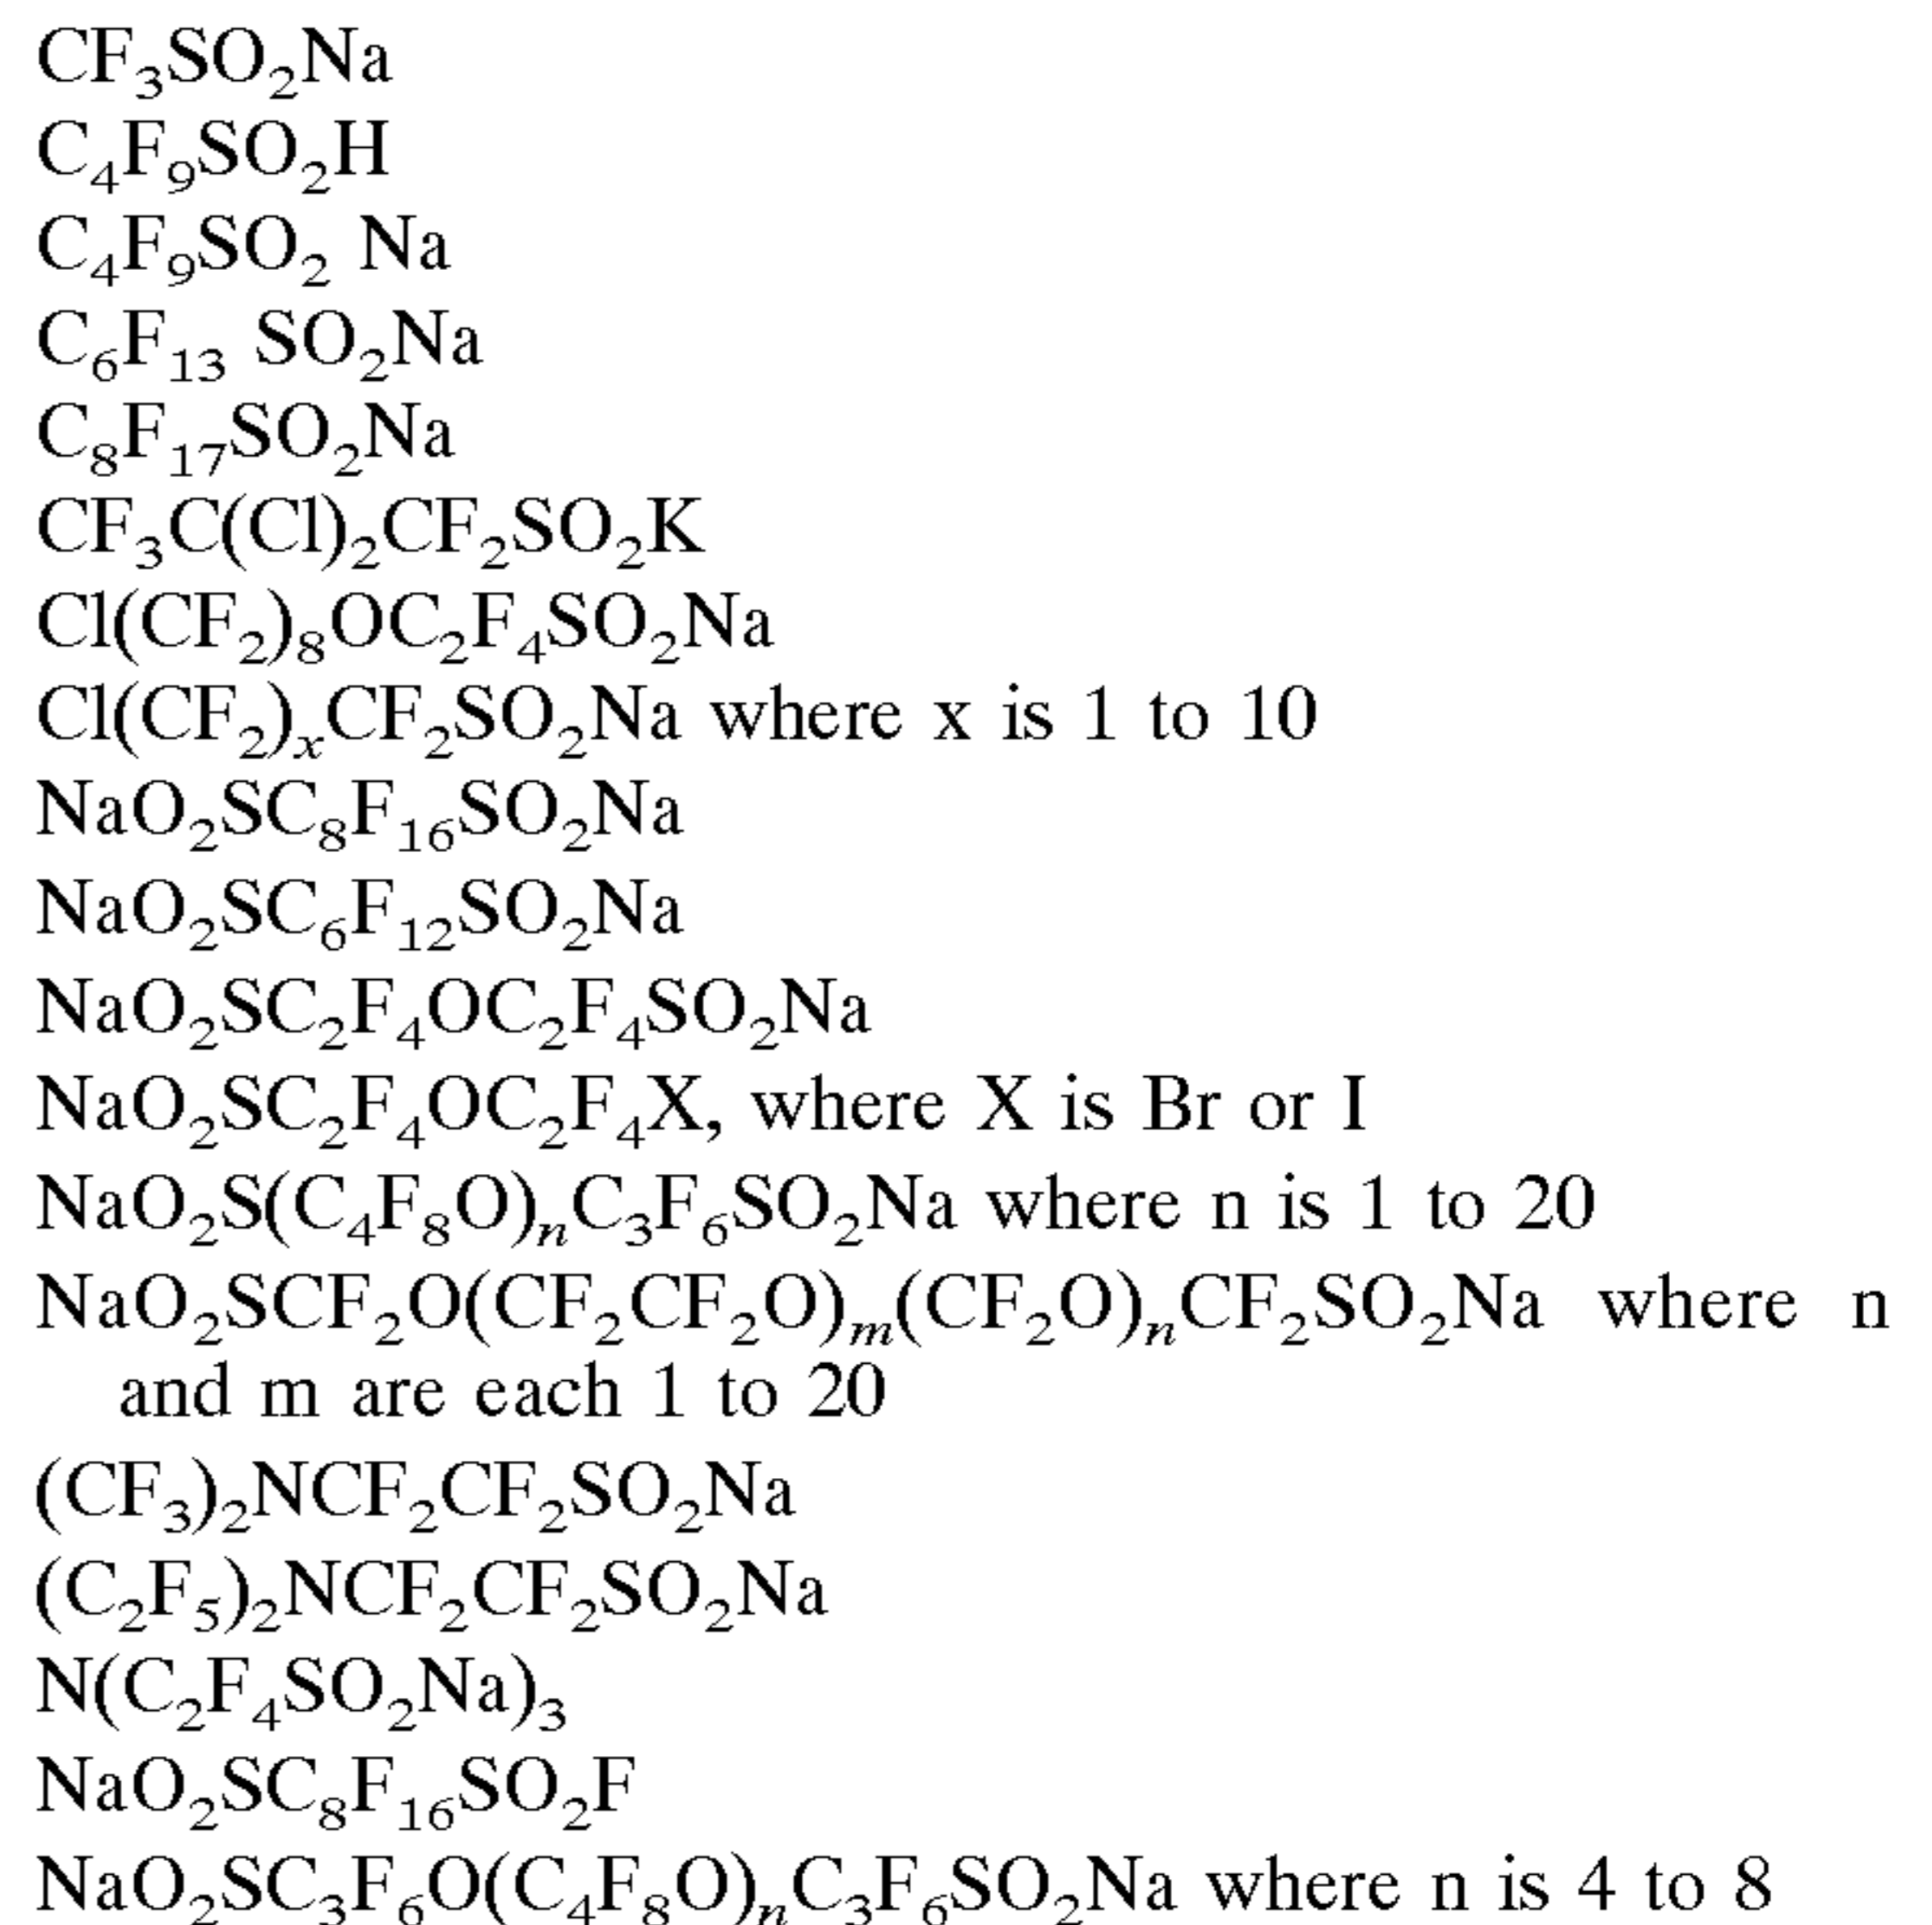 CF₃SO₂Na
C₄F₉SO₂H
C₄F₉SO₂ Na
C₆F₁₃ SO₂Na
C₈F₁₇SO₂Na
CF₃C(Cl)₂CF₂SO₂K
Cl(CF₂)₈OC₂F₄SO₂Na
Cl(CF₂)ₓCF₂SO₂Na where x is 1 to 10
NaO₂SC₈F₁₆SO₂Na
NaO₂SC₆F₁₂SO₂Na
NaO₂SC₂F₄OC₂F₄SO₂Na
NaO₂SC₂F₄OC₂F₄X, where X is Br or I
NaO₂S(C₄F₈O)ₙC₃F₆SO₂Na where n is 1 to 20
NaO₂SCF₂O(CF₂CF₂O)ₘ(CF₂O)ₙCF₂SO₂Na where n
and m are each 1 to 20
(CF₃)₂NCF₂CF₂SO₂Na
(C₂F₅)₂NCF₂CF₂SO₂Na
N(C₂F₄SO₂Na)₃
NaO₂SC₈F₁₆SO₂F
NaO₂SC₃F₆O(C₄F₈O)ₙC₃F₆SO₂Na where n is 4 to 8